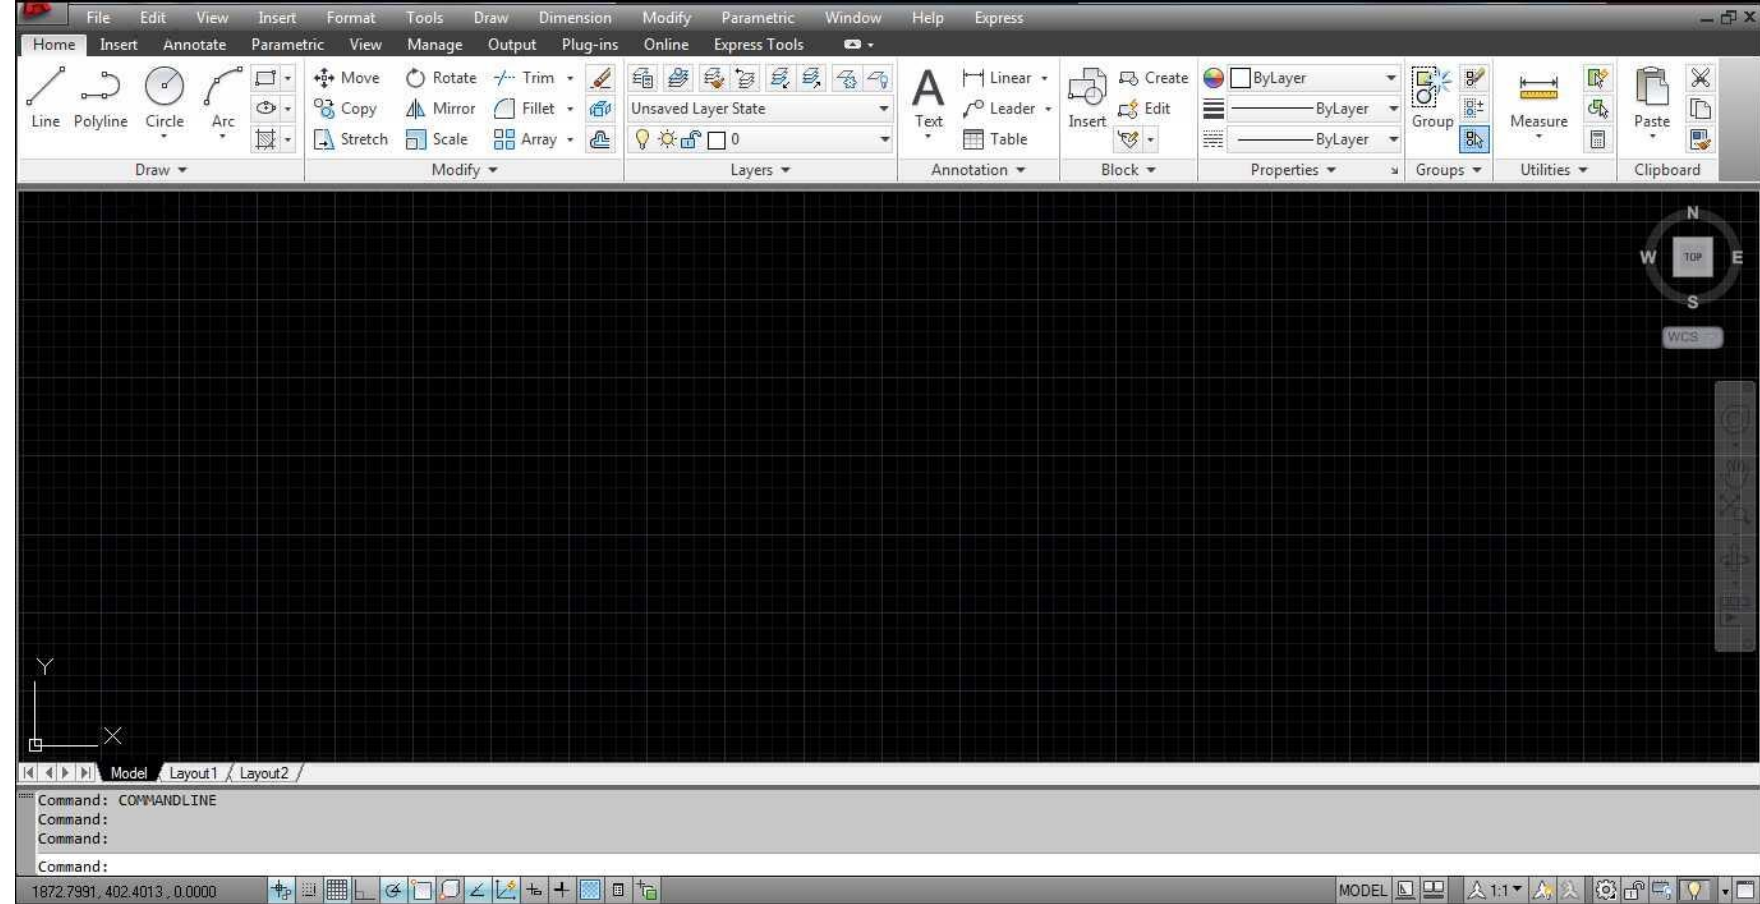 File Edit View Insert Format Tools Draw Dimension Modify Parametric Window Help Express
Home Insert Annotate Parametric View Manage Output Plug-ins Online Express Tools
Move Rotate Trim ByLayer
Copy Mirror Fillet Unsaved Layer State Linear Create
Line Polyline Circle Arc Stretch Scale Array 0 Text Leader Table Insert Edit ByLayer ByLayer Group Measure Paste
Draw Modify Layers Annotation Block Properties Groups Utilities Clipboard
N
W TOP E
S
WCS
Y
X
Model Layout1 Layout2
Command: COMMANDLINE
Command:
Command:
Command:
1872.7991, 402.4013 , 0.0000 MODEL 1:1